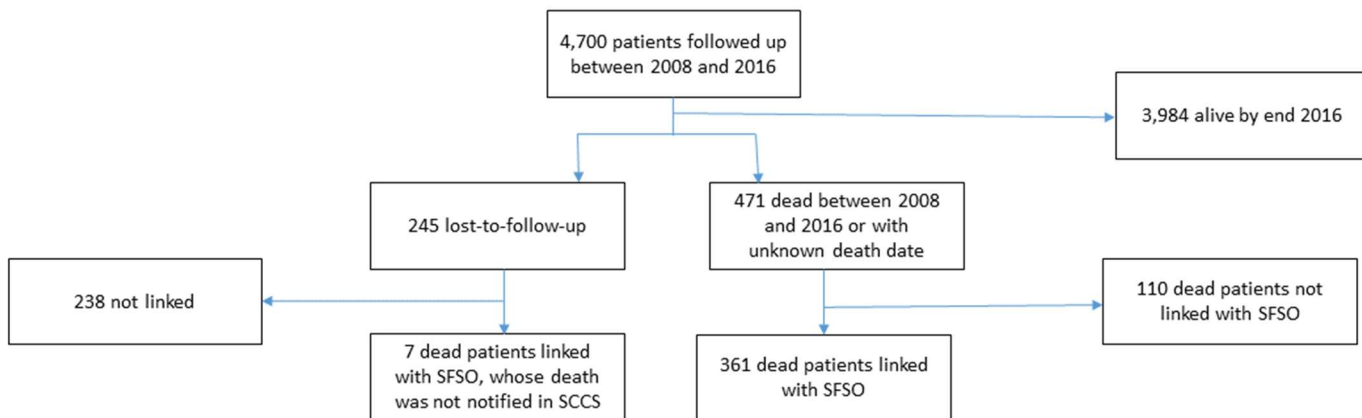 4,700 patients followed up
between 2008 and 2016
3,984 alive by end 2016
245 lost-to-follow-up
471 dead between 2008
and 2016 or with
unknown death date
238 not linked
110 dead patients not
linked with SFSO
7 dead patients linked
with SFSO, whose death
was not notified in SCCS
361 dead patients linked
with SFSO